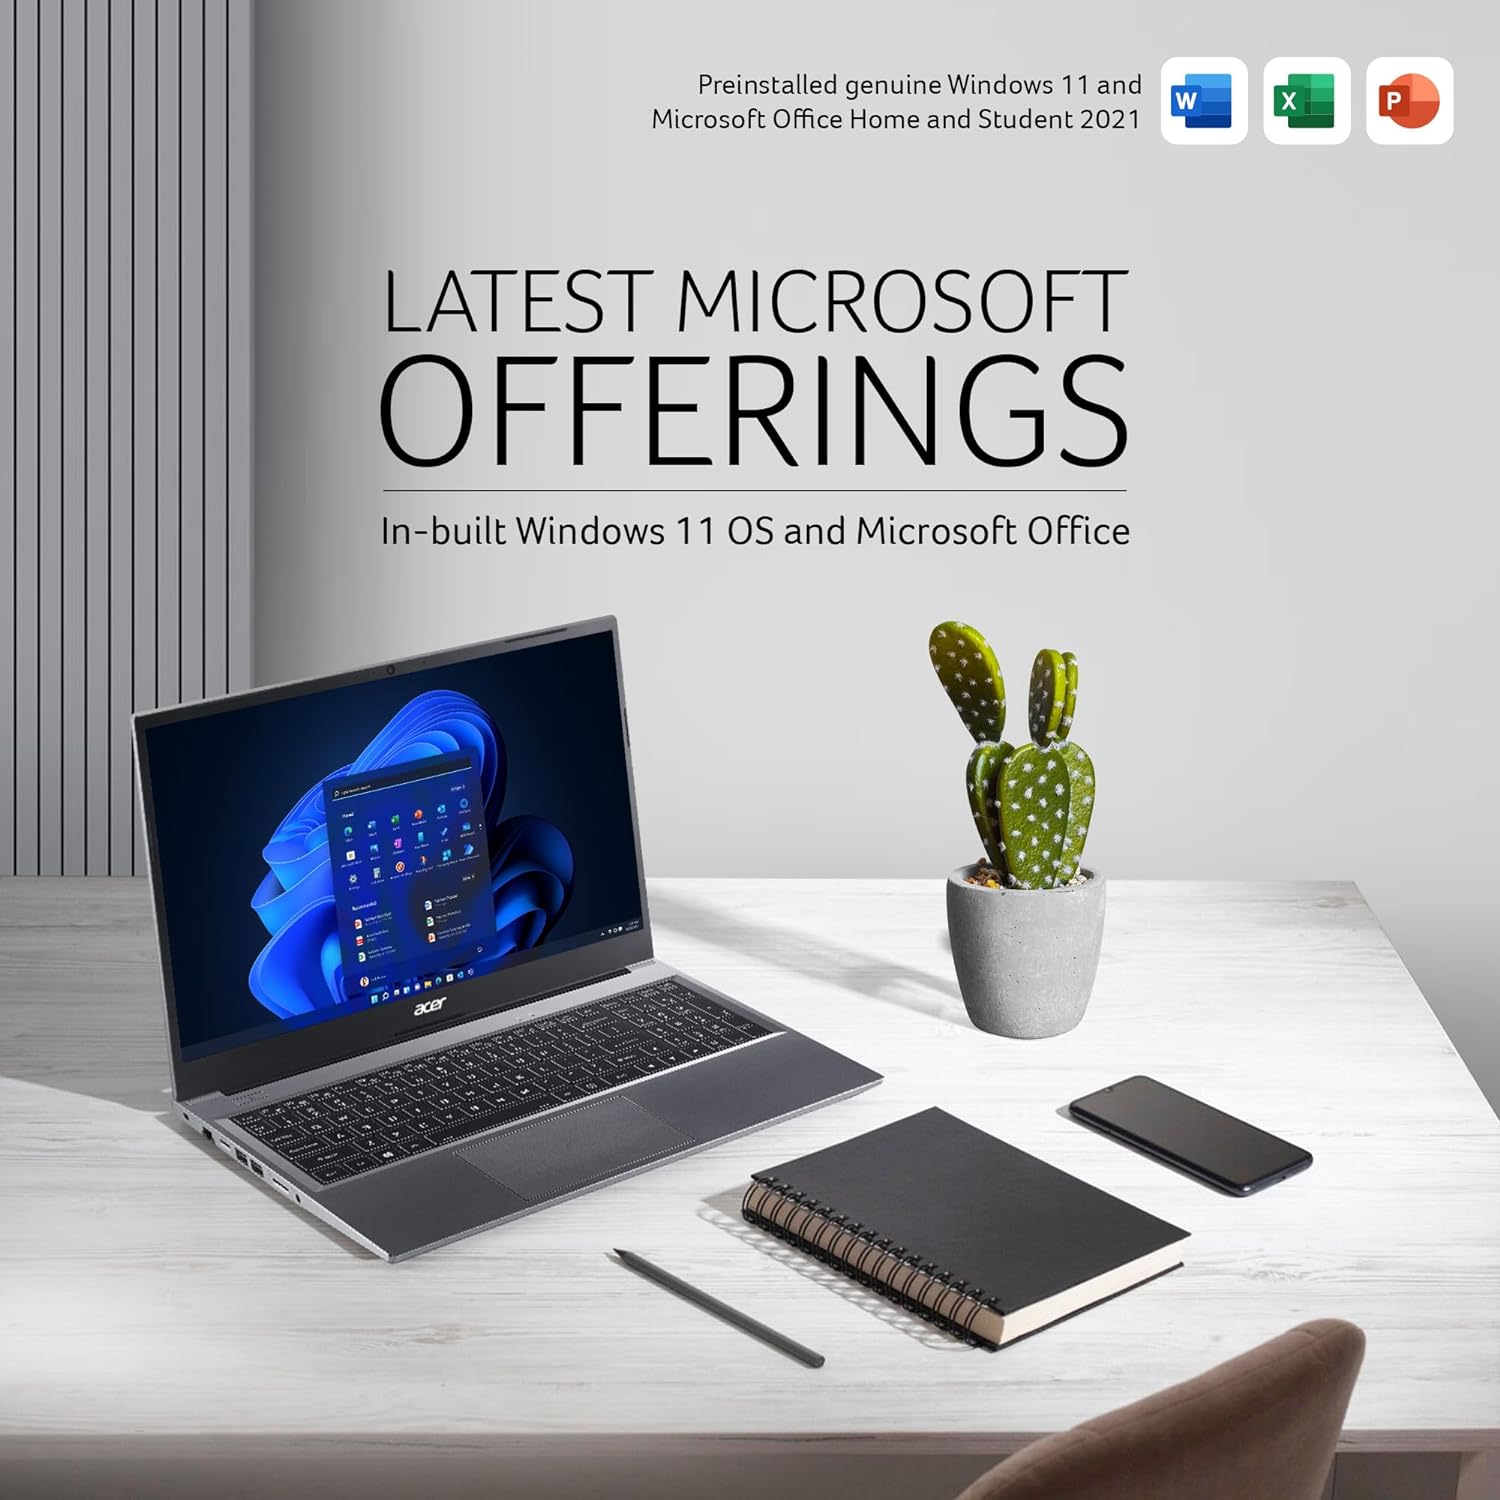 Preinstalled genuine Windows 11 and
Microsoft Office Home and Student 2021
W
X
P
LATEST MICROSOFT
OFFERINGS
In-built Windows 11 OS and Microsoft Office
acer